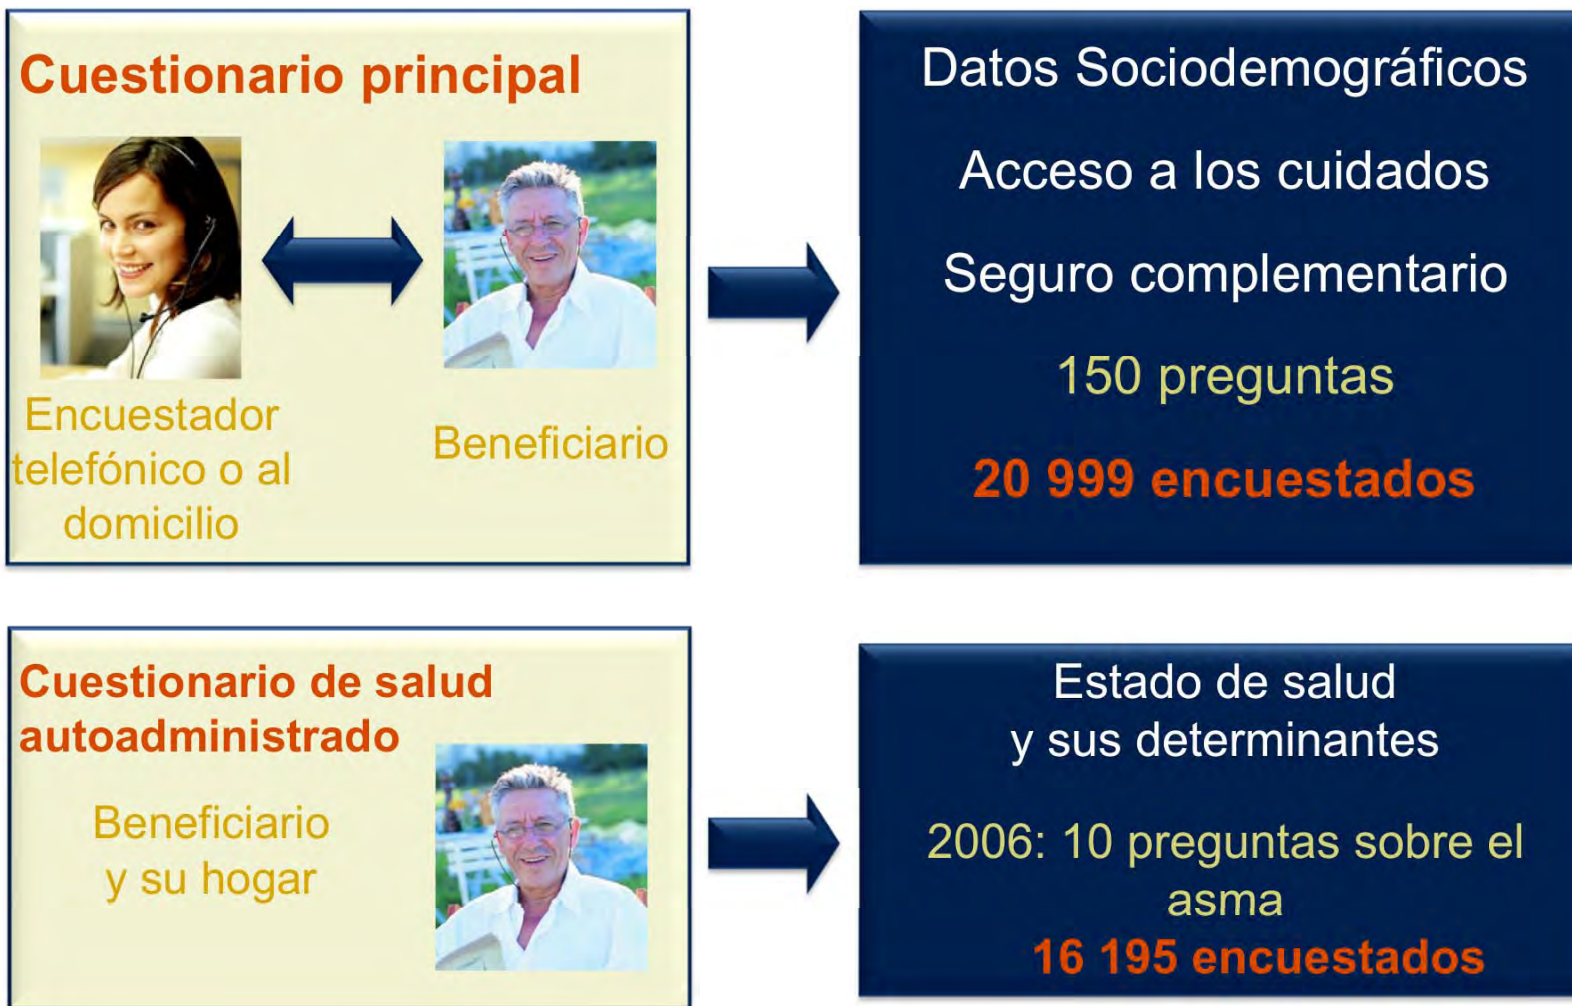 Cuestionario principal
Encuestador
telefónico o al
domicilio
Beneficiario
Datos Sociodemográficos
Acceso a los cuidados
Seguro complementario
150 preguntas
20 999 encuestados
Cuestionario de salud
autoadministrado
Beneficiario
y su hogar
Estado de salud
y sus determinantes
2006: 10 preguntas sobre el
asma
16 195 encuestados